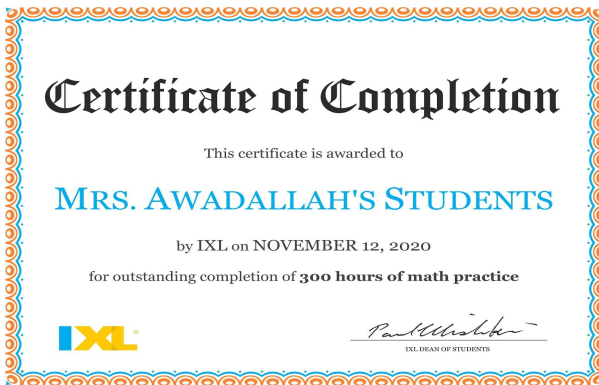 Certificate of Completion
This certificate is awarded to
MRS. AWADALLAH'S STUDENTS
by IXL on NOVEMBER 12, 2020
for outstanding completion of 300 hours of math practice
IXL
IXL DEAN OF STUDENTS